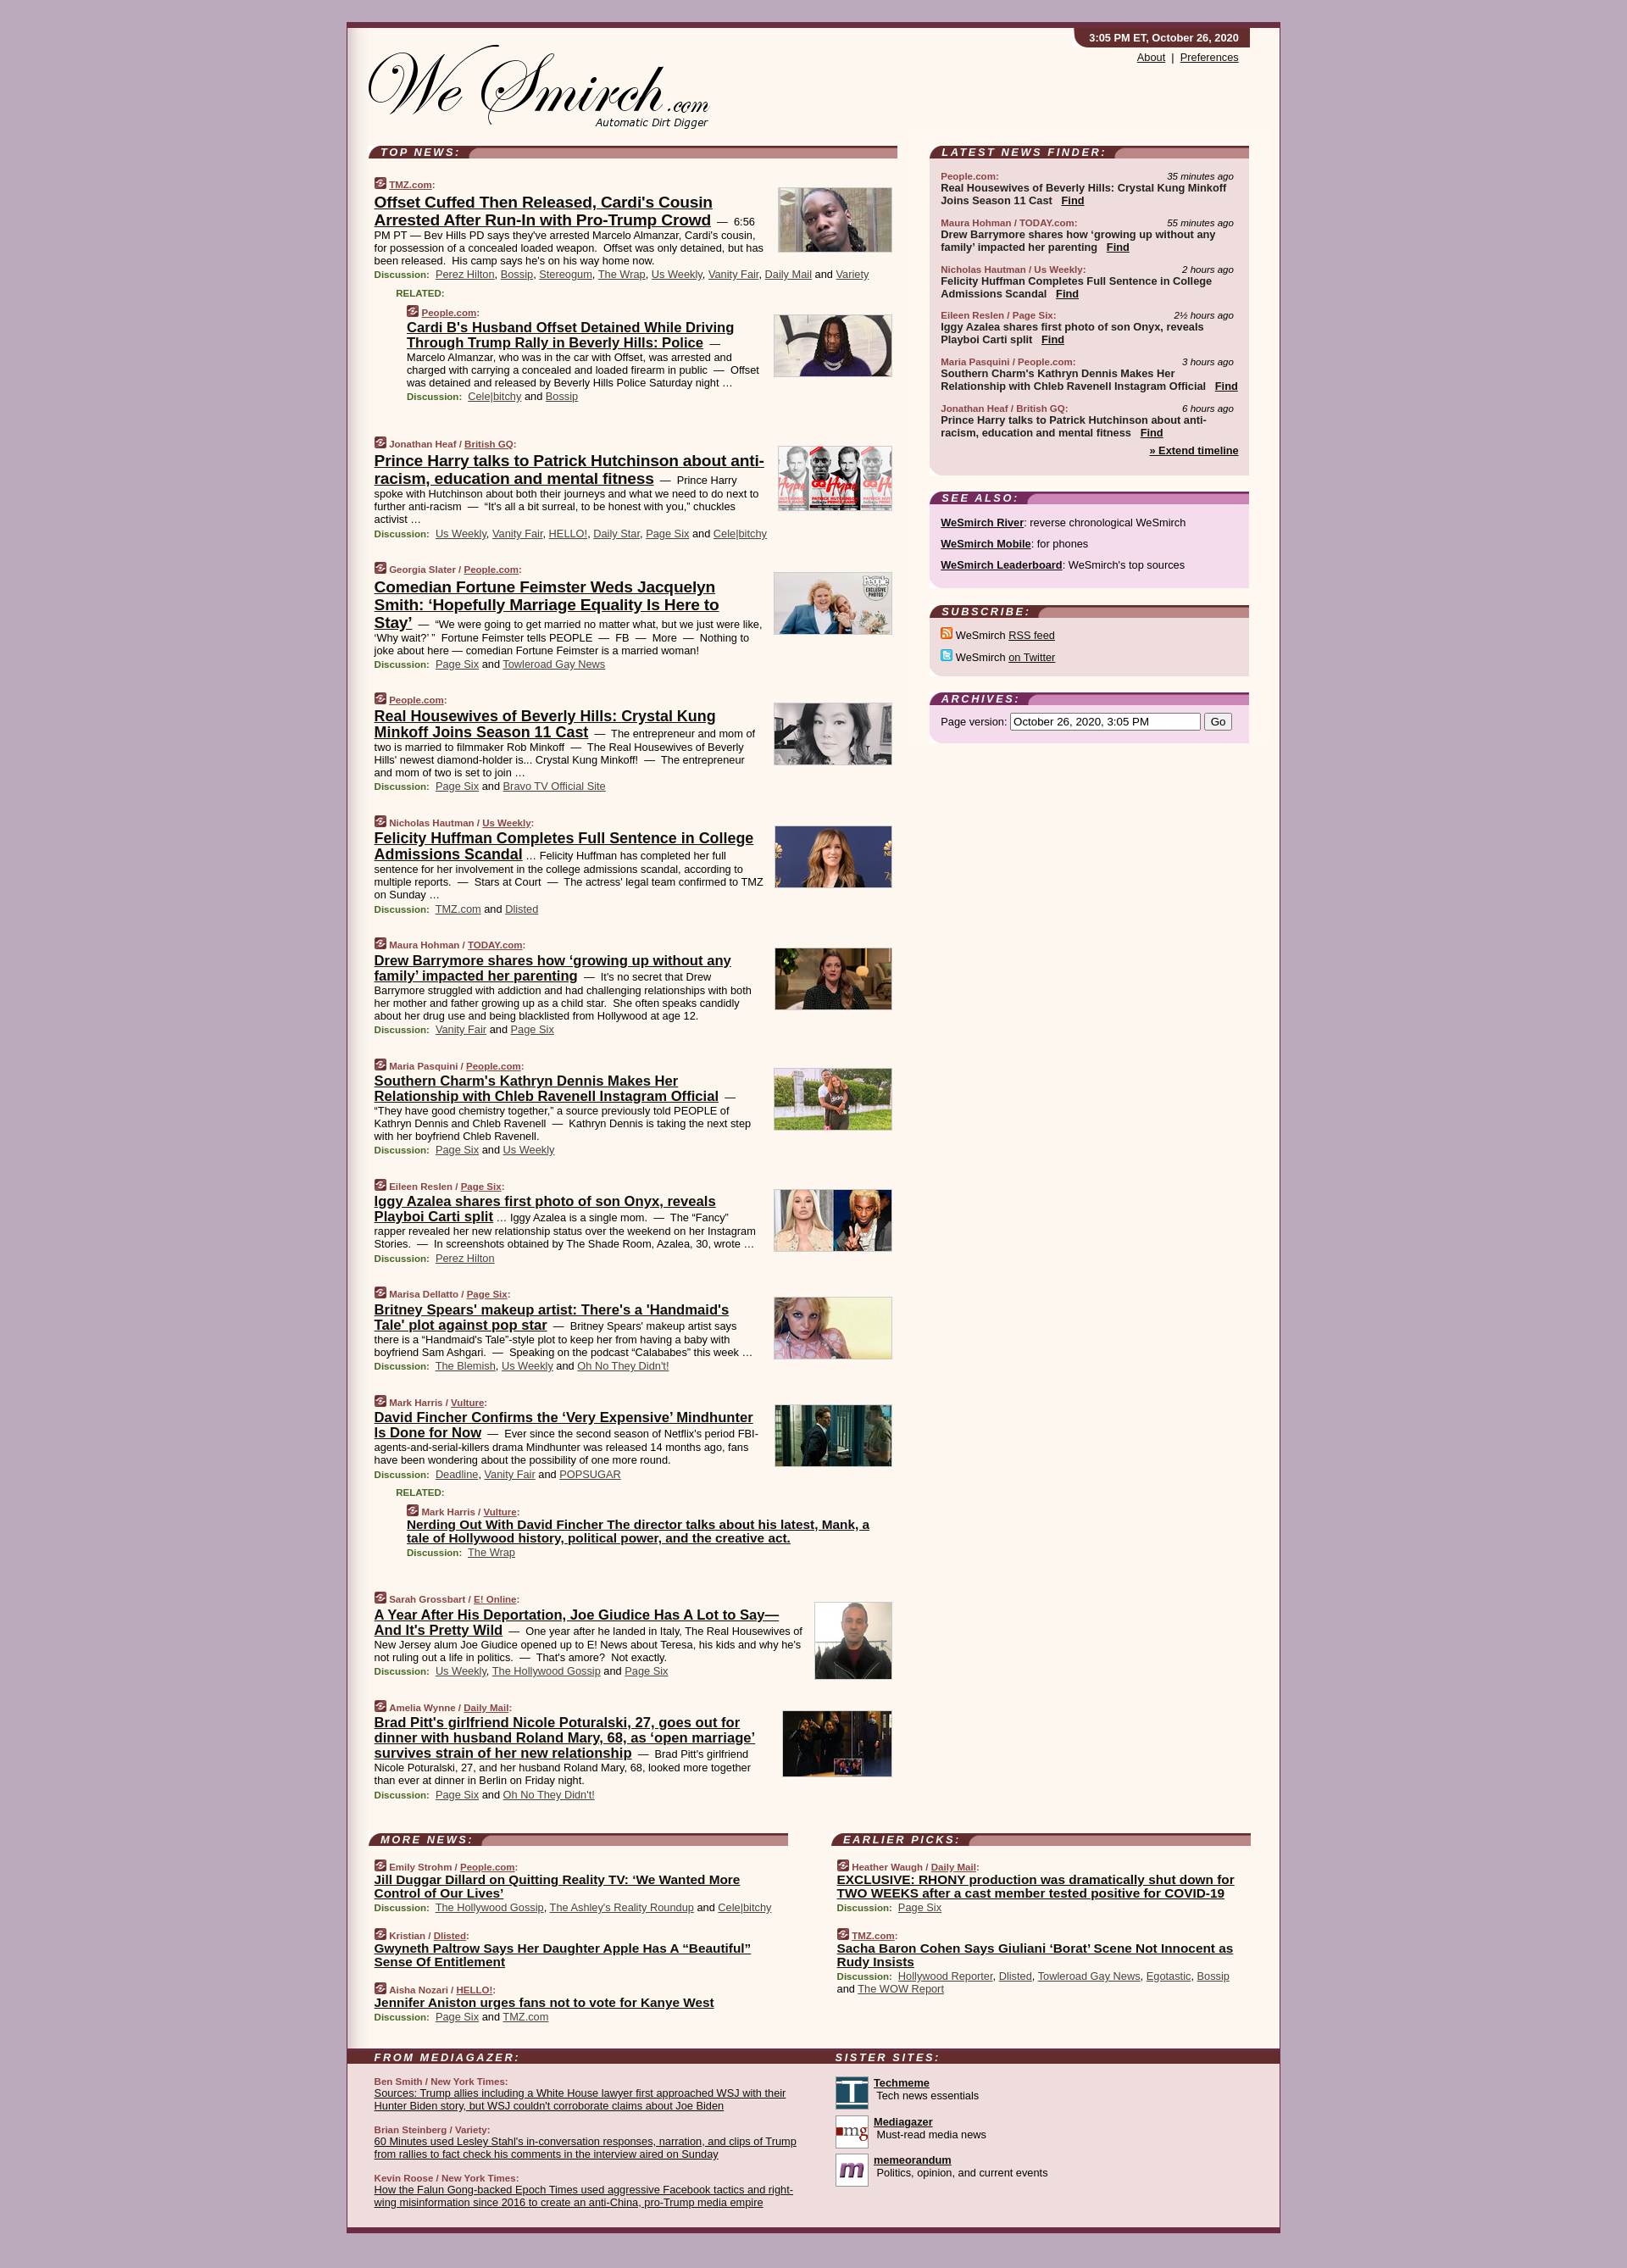 3:05 PM ET, October 26, 2020
About | Preferences
We Smirch.com
Automatic Dirt Digger
TOP NEWS:
TMZ.com:
Offset Cuffed Then Released, Cardi's Cousin
Arrested After Run-In with Pro-Trump Crowd — 6:56
PM PT — Bev Hills PD says they've arrested Marcelo Almanzar, Cardi's cousin,
for possession of a concealed loaded weapon. Offset was only detained, but has
been released. His camp says he's on his way home now.
Discussion: Perez Hilton, Bossip, Stereogum, The Wrap, Us Weekly, Vanity Fair, Daily Mail and Variety
RELATED:
People.com:
Cardi B's Husband Offset Detained While Driving
Through Trump Rally in Beverly Hills: Police —
Marcelo Almanzar, who was in the car with Offset, was arrested and
charged with carrying a concealed and loaded firearm in public — Offset
was detained and released by Beverly Hills Police Saturday night …
Discussion: Cele|bitchy and Bossip
Jonathan Heaf / British GQ:
Prince Harry talks to Patrick Hutchinson about anti-
racism, education and mental fitness — Prince Harry
spoke with Hutchinson about both their journeys and what we need to do next to
further anti-racism — “It's all a bit surreal, to be honest with you,” chuckles
activist …
Discussion: Us Weekly, Vanity Fair, HELLO!, Daily Star, Page Six and Cele|bitchy
Georgia Slater / People.com:
Comedian Fortune Feimster Weds Jacquelyn
Smith: ‘Hopefully Marriage Equality Is Here to
Stay’ — “We were going to get married no matter what, but we just were like,
‘Why wait?’ ” Fortune Feimster tells PEOPLE — FB — More — Nothing to
joke about here — comedian Fortune Feimster is a married woman!
Discussion: Page Six and Towleroad Gay News
People.com:
Real Housewives of Beverly Hills: Crystal Kung
Minkoff Joins Season 11 Cast — The entrepreneur and mom of
two is married to filmmaker Rob Minkoff — The Real Housewives of Beverly
Hills' newest diamond-holder is... Crystal Kung Minkoff! — The entrepreneur
and mom of two is set to join …
Discussion: Page Six and Bravo TV Official Site
Nicholas Hautman / Us Weekly:
Felicity Huffman Completes Full Sentence in College
Admissions Scandal … Felicity Huffman has completed her full
sentence for her involvement in the college admissions scandal, according to
multiple reports. — Stars at Court — The actress' legal team confirmed to TMZ
on Sunday …
Discussion: TMZ.com and Dlisted
Maura Hohman / TODAY.com:
Drew Barrymore shares how ‘growing up without any
family’ impacted her parenting — It's no secret that Drew
Barrymore struggled with addiction and had challenging relationships with both
her mother and father growing up as a child star. She often speaks candidly
about her drug use and being blacklisted from Hollywood at age 12.
Discussion: Vanity Fair and Page Six
Maria Pasquini / People.com:
Southern Charm's Kathryn Dennis Makes Her
Relationship with Chleb Ravenell Instagram Official —
“They have good chemistry together,” a source previously told PEOPLE of
Kathryn Dennis and Chleb Ravenell — Kathryn Dennis is taking the next step
with her boyfriend Chleb Ravenell.
Discussion: Page Six and Us Weekly
Eileen Reslen / Page Six:
Iggy Azalea shares first photo of son Onyx, reveals
Playboi Carti split … Iggy Azalea is a single mom. — The “Fancy”
rapper revealed her new relationship status over the weekend on her Instagram
Stories. — In screenshots obtained by The Shade Room, Azalea, 30, wrote …
Discussion: Perez Hilton
Marisa Dellatto / Page Six:
Britney Spears' makeup artist: There's a 'Handmaid's
Tale' plot against pop star — Britney Spears' makeup artist says
there is a “Handmaid's Tale”-style plot to keep her from having a baby with
boyfriend Sam Ashgari. — Speaking on the podcast “Calababes” this week …
Discussion: The Blemish, Us Weekly and Oh No They Didn't!
Mark Harris / Vulture:
David Fincher Confirms the ‘Very Expensive’ Mindhunter
Is Done for Now — Ever since the second season of Netflix's period FBI-
agents-and-serial-killers drama Mindhunter was released 14 months ago, fans
have been wondering about the possibility of one more round.
Discussion: Deadline, Vanity Fair and POPSUGAR
RELATED:
Mark Harris / Vulture:
Nerding Out With David Fincher The director talks about his latest, Mank, a
tale of Hollywood history, political power, and the creative act.
Discussion: The Wrap
Sarah Grossbart / E! Online:
A Year After His Deportation, Joe Giudice Has A Lot to Say—
And It's Pretty Wild — One year after he landed in Italy, The Real Housewives of
New Jersey alum Joe Giudice opened up to E! News about Teresa, his kids and why he's
not ruling out a life in politics. — That's amore? Not exactly.
Discussion: Us Weekly, The Hollywood Gossip and Page Six
Amelia Wynne / Daily Mail:
Brad Pitt's girlfriend Nicole Poturalski, 27, goes out for
dinner with husband Roland Mary, 68, as ‘open marriage’
survives strain of her new relationship — Brad Pitt's girlfriend
Nicole Poturalski, 27, and her husband Roland Mary, 68, looked more together
than ever at dinner in Berlin on Friday night.
Discussion: Page Six and Oh No They Didn't!
LATEST NEWS FINDER:
People.com: 35 minutes ago
Real Housewives of Beverly Hills: Crystal Kung Minkoff
Joins Season 11 Cast Find
Maura Hohman / TODAY.com: 55 minutes ago
Drew Barrymore shares how ‘growing up without any
family’ impacted her parenting Find
Nicholas Hautman / Us Weekly: 2 hours ago
Felicity Huffman Completes Full Sentence in College
Admissions Scandal Find
Eileen Reslen / Page Six: 2½ hours ago
Iggy Azalea shares first photo of son Onyx, reveals
Playboi Carti split Find
Maria Pasquini / People.com: 3 hours ago
Southern Charm's Kathryn Dennis Makes Her
Relationship with Chleb Ravenell Instagram Official Find
Jonathan Heaf / British GQ: 6 hours ago
Prince Harry talks to Patrick Hutchinson about anti-
racism, education and mental fitness Find
» Extend timeline
SEE ALSO:
WeSmirch River: reverse chronological WeSmirch
WeSmirch Mobile: for phones
WeSmirch Leaderboard: WeSmirch's top sources
SUBSCRIBE:
WeSmirch RSS feed
WeSmirch on Twitter
ARCHIVES:
Page version: October 26, 2020, 3:05 PM Go
MORE NEWS:
Emily Strohm / People.com:
Jill Duggar Dillard on Quitting Reality TV: ‘We Wanted More
Control of Our Lives’
Discussion: The Hollywood Gossip, The Ashley's Reality Roundup and Cele|bitchy
Kristian / Dlisted:
Gwyneth Paltrow Says Her Daughter Apple Has A “Beautiful”
Sense Of Entitlement
Aisha Nozari / HELLO!:
Jennifer Aniston urges fans not to vote for Kanye West
Discussion: Page Six and TMZ.com
EARLIER PICKS:
Heather Waugh / Daily Mail:
EXCLUSIVE: RHONY production was dramatically shut down for
TWO WEEKS after a cast member tested positive for COVID-19
Discussion: Page Six
TMZ.com:
Sacha Baron Cohen Says Giuliani ‘Borat’ Scene Not Innocent as
Rudy Insists
Discussion: Hollywood Reporter, Dlisted, Towleroad Gay News, Egotastic, Bossip
and The WOW Report
FROM MEDIAGAZER:
Ben Smith / New York Times:
Sources: Trump allies including a White House lawyer first approached WSJ with their
Hunter Biden story, but WSJ couldn't corroborate claims about Joe Biden
Brian Steinberg / Variety:
60 Minutes used Lesley Stahl's in-conversation responses, narration, and clips of Trump
from rallies to fact check his comments in the interview aired on Sunday
Kevin Roose / New York Times:
How the Falun Gong-backed Epoch Times used aggressive Facebook tactics and right-
wing misinformation since 2016 to create an anti-China, pro-Trump media empire
SISTER SITES:
Techmeme
Tech news essentials
Mediagazer
Must-read media news
memeorandum
Politics, opinion, and current events